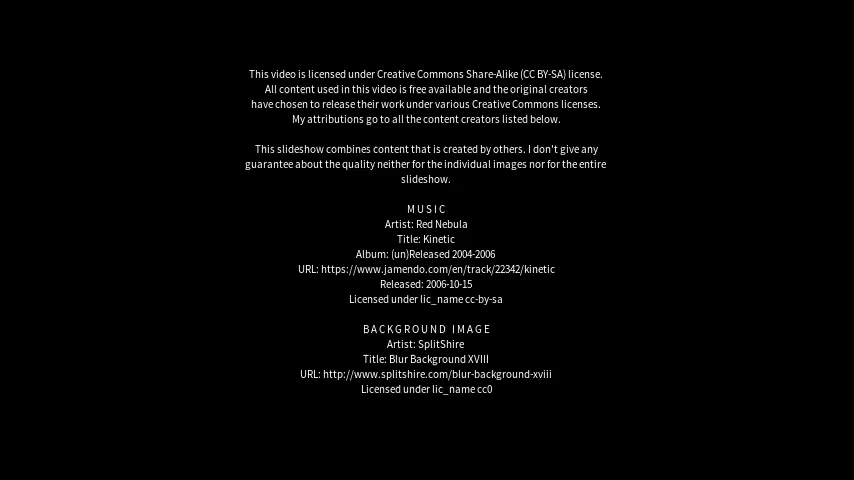 This video is licensed under Creative Commons Share-Alike (CC BY-SA) license.
All content used in this video is free available and the original creators
have chosen to release their work under various Creative Commons licenses.
My attributions go to all the content creators listed below.
This slideshow combines content that is created by others. I don't give any
guarantee about the quality neither for the individual images nor for the entire
slideshow.
MUSIC
Artist: Red Nebula
Title: Kinetic
Album: (un)Released 2004-2006
URL: https://www.jamendo.com/en/track/22342/kinetic
Released: 2006-10-15
Licensed under lic_name cc-by-sa
BACKGROUND IMAGE
Artist: SplitShire
Title: Blur Background XVIII
URL: http://www.splitshire.com/blur-background-xviii
Licensed under lic_name cc0